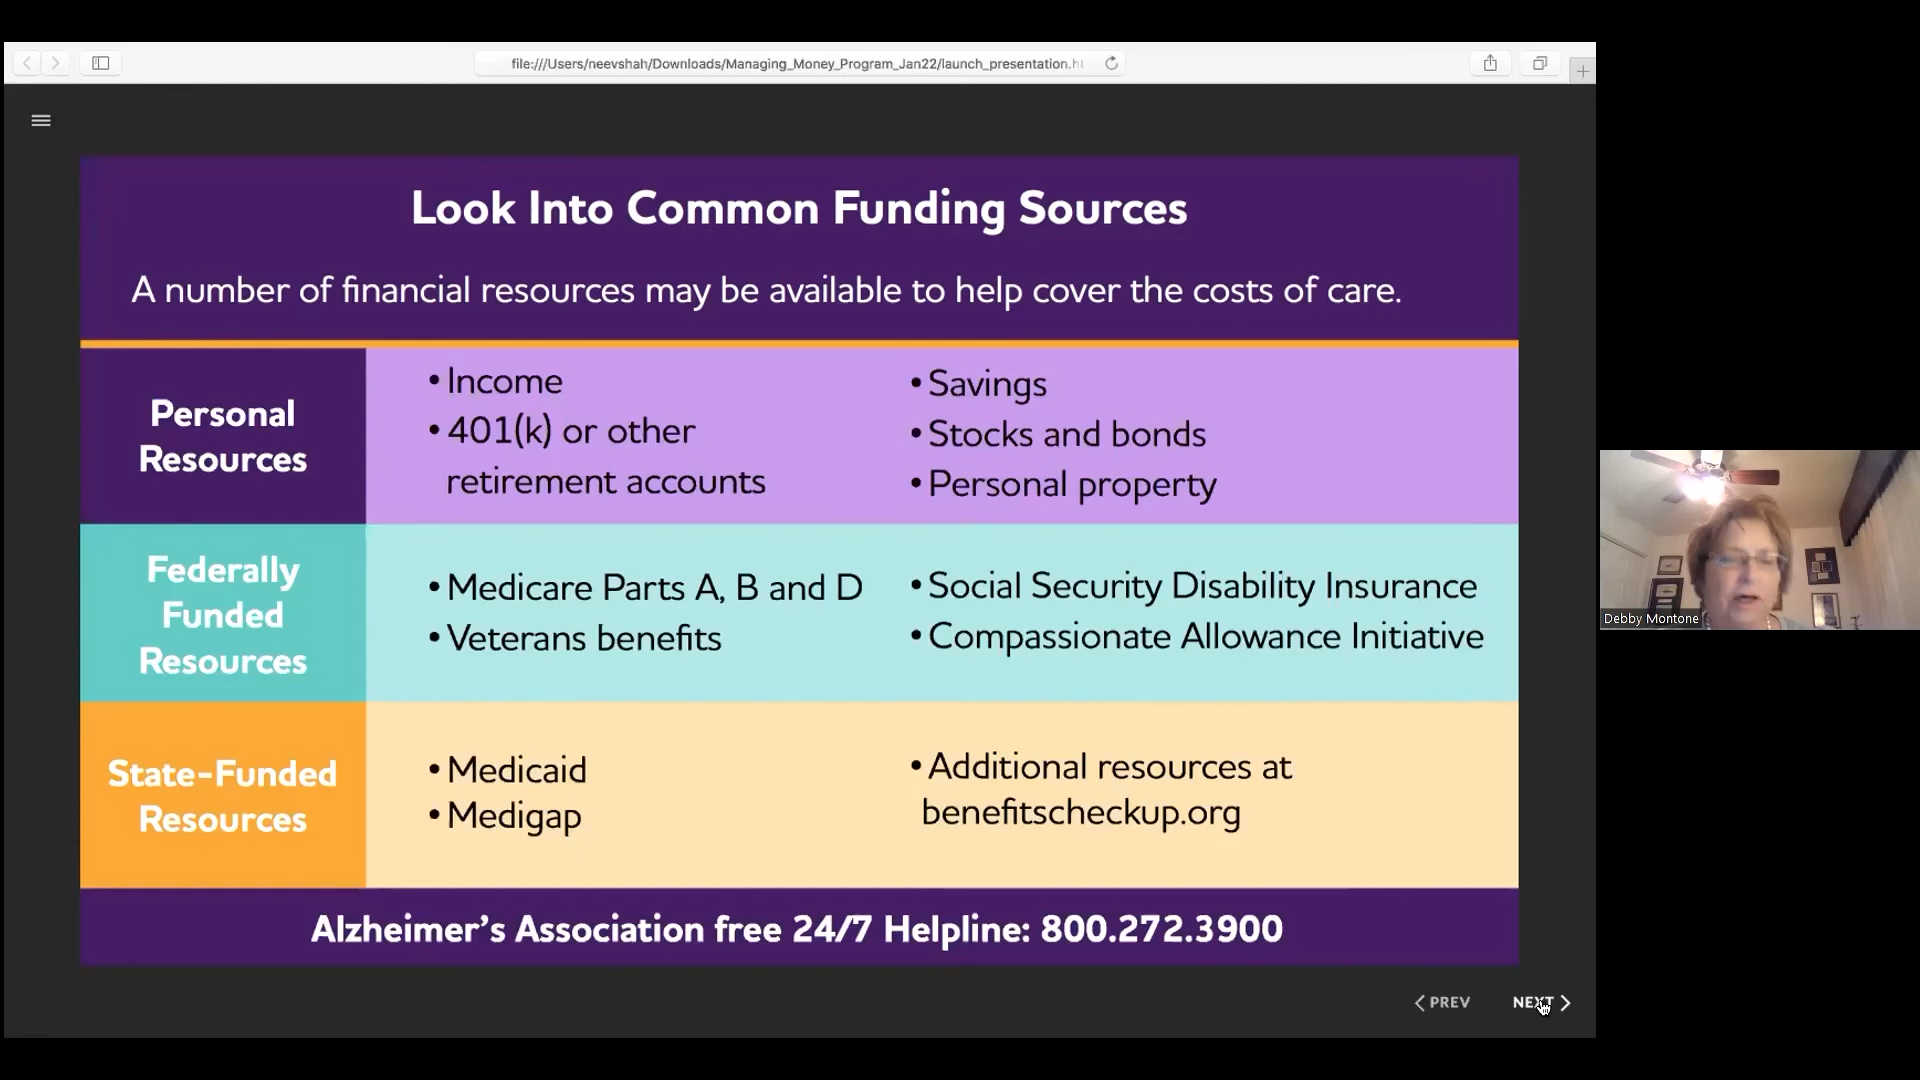 file:///Users/neevshah/Downloads/Managing_Money_Program_Jan22/launch_presentation.h
Look Into Common Funding Sources
A number of financial resources may be available to help cover the costs of care.
Personal
Resources
• Income
• 401(k) or other
retirement accounts
• Savings
• Stocks and bonds
• Personal property
Federally
Funded
Resources
• Medicare Parts A, B and D
• Veterans benefits
• Social Security Disability Insurance
• Compassionate Allowance Initiative
State-Funded
Resources
• Medicaid
• Medigap
• Additional resources at
benefitscheckup.org
Alzheimer's Association free 24/7 Helpline: 800.272.3900
PREV
NEXT
Debby Montone